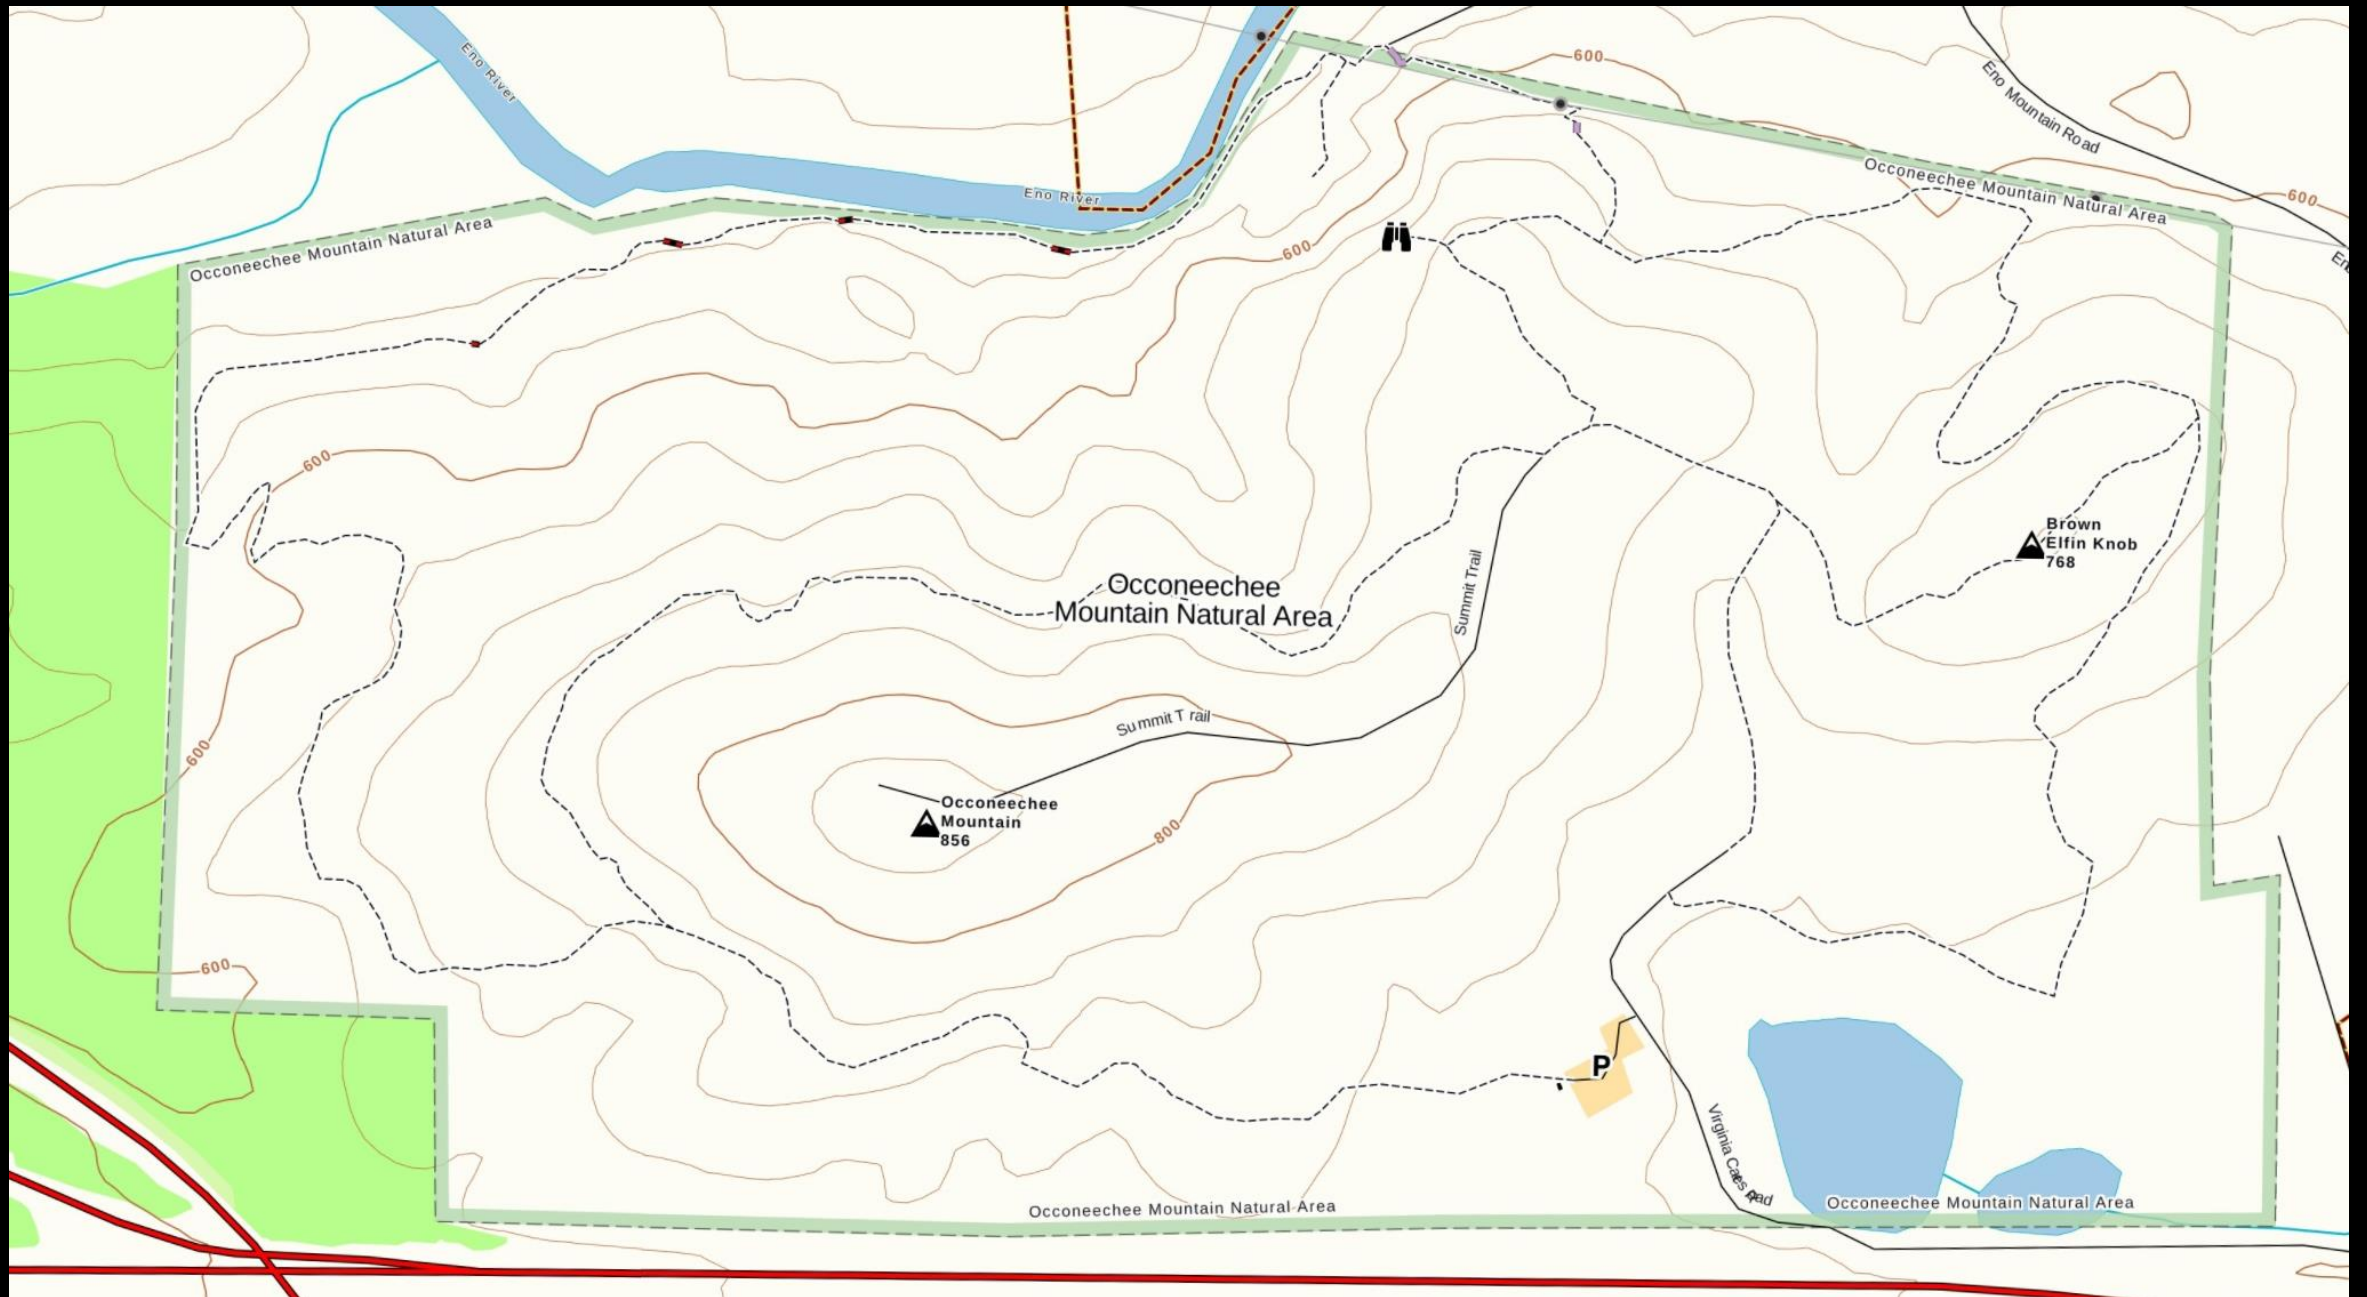 Eno River
600
Eno Mountain Road
Occoneechee Mountain Natural Area
Eno River
600
Occoneechee Mountain Natural Area
600
600
Brown
Elfin Knob
768
Occoneechee
Mountain Natural Area
Summit Trail
Summit Trail
600
Occoneechee
Mountain
856
800
600
P
Virginia Cates Road
Occoneechee Mountain Natural Area
Occoneechee Mountain Natural Area